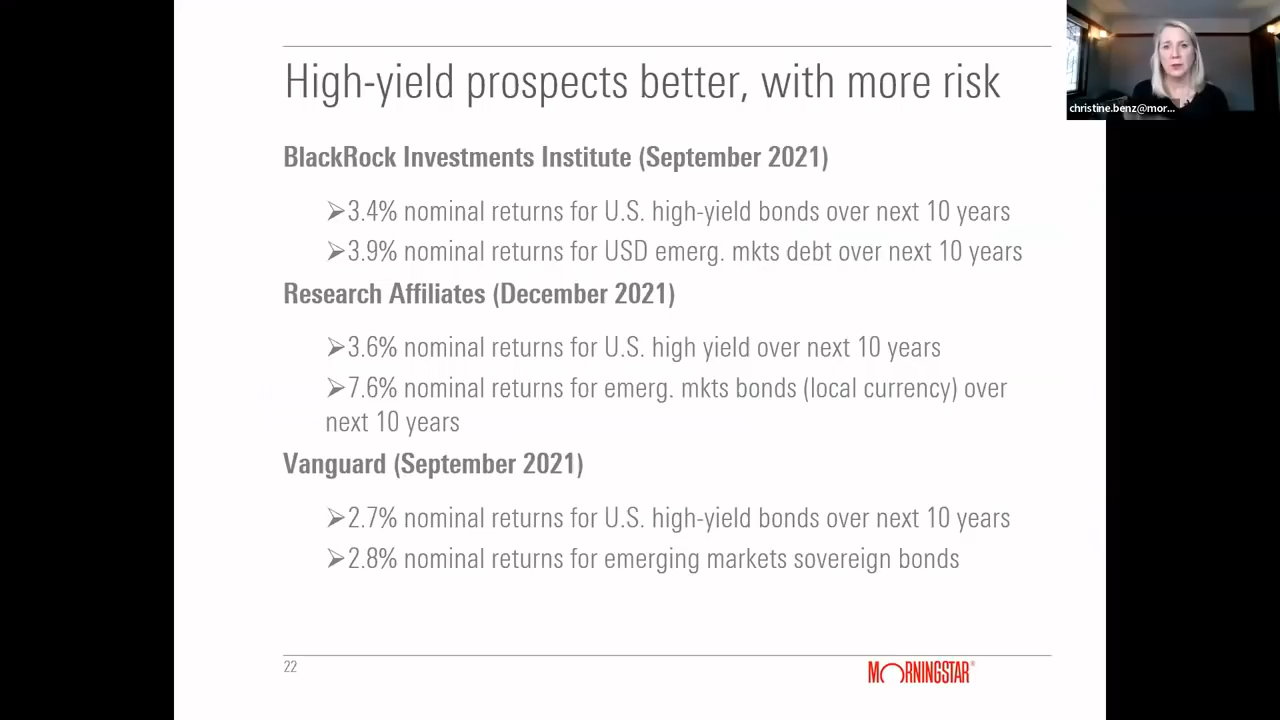 High-yield prospects better, with more risk
christine.benz@mor...
BlackRock Investments Institute (September 2021)
➢3.4% nominal returns for U.S. high-yield bonds over next 10 years
➢3.9% nominal returns for USD emerg. mkts debt over next 10 years
Research Affiliates (December 2021)
➢3.6% nominal returns for U.S. high yield over next 10 years
➢7.6% nominal returns for emerg. mkts bonds (local currency) over
next 10 years
Vanguard (September 2021)
➢2.7% nominal returns for U.S. high-yield bonds over next 10 years
➢2.8% nominal returns for emerging markets sovereign bonds
22
MORNINGSTAR®